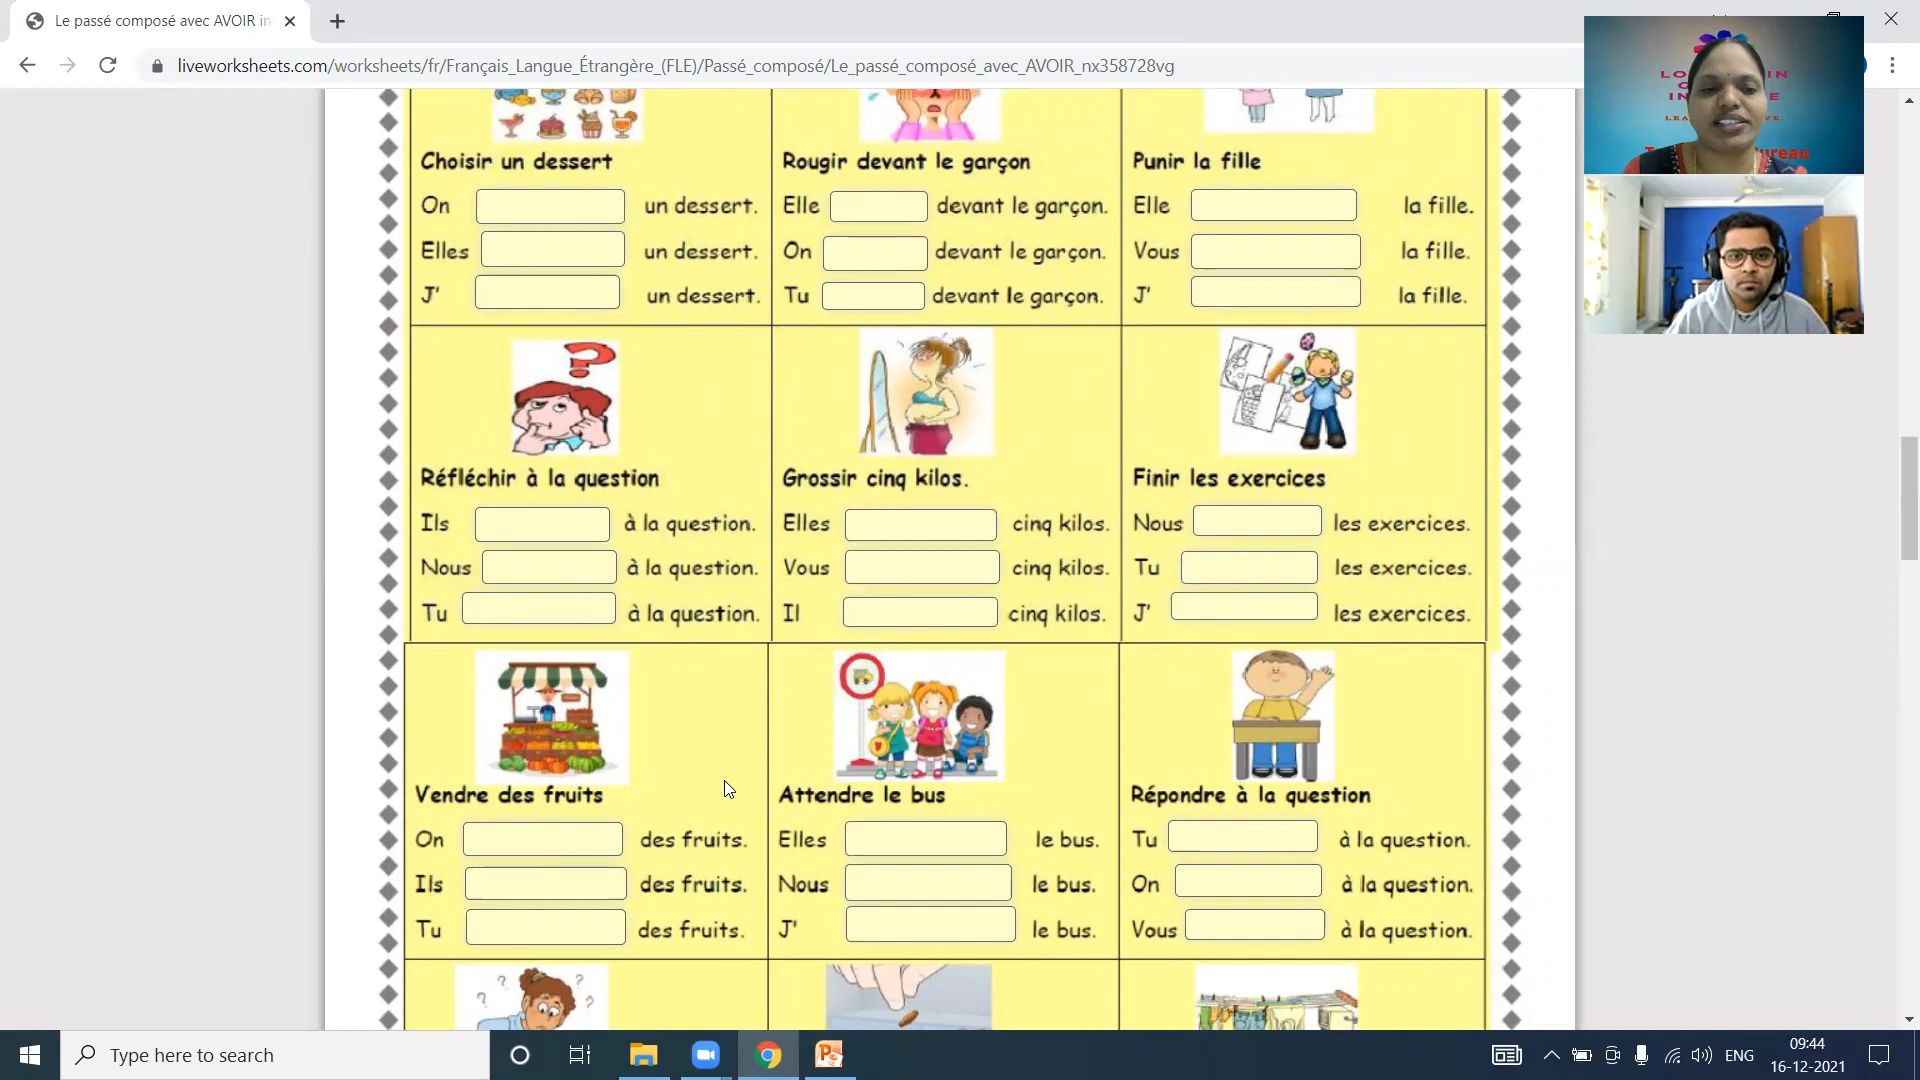 Le passé composé avec AVOIR in
liveworksheets.com/worksheets/fr/Français_Langue_Étrangère_(FLE)/Passé_composé/Le_passé_composé_avec_AVOIR_nx358728vg
Choisir un dessert
On un dessert.
Elles un dessert.
J' un dessert.
Rougir devant le garçon
Elle devant le garçon.
On devant le garçon.
Tu devant le garçon.
Punir la fille
Elle la fille.
Vous la fille.
J' la fille.
Réfléchir à la question
Ils à la question.
Nous à la question.
Tu à la question.
Grossir cinq kilos.
Elles cinq kilos.
Vous cinq kilos.
Il cinq kilos.
Finir les exercices
Nous les exercices.
Tu les exercices.
J' les exercices.
Vendre des fruits
On des fruits.
Ils des fruits.
Tu des fruits.
Attendre le bus
Elles le bus.
Nous le bus.
J' le bus.
Répondre à la question
Tu à la question.
On à la question.
Vous à la question.
Type here to search
ENG
09:44
16-12-2021